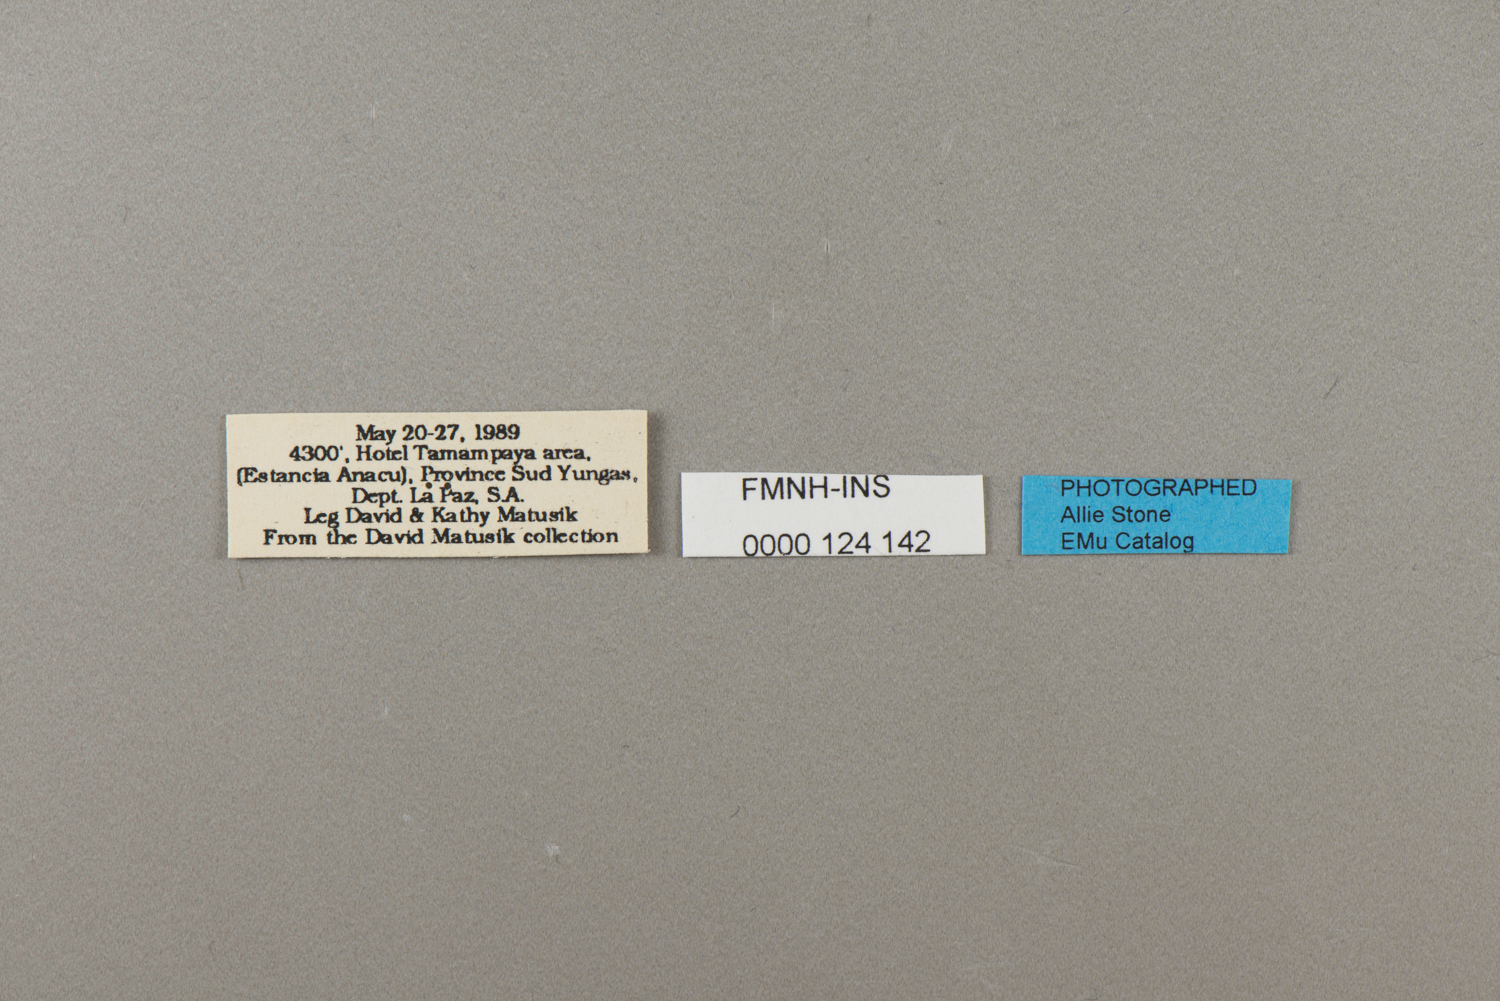 May 20-27, 1989
4300', Hotel Tamampaya area,
(Estancia Anacu), Province Sud Yungas,
Dept. La Paz, S.A.
Leg David & Kathy Matusik
From the David Matusik collection
FMNH-INS
0000 124 142
PHOTOGRAPHED
Allie Stone
EMu Catalog